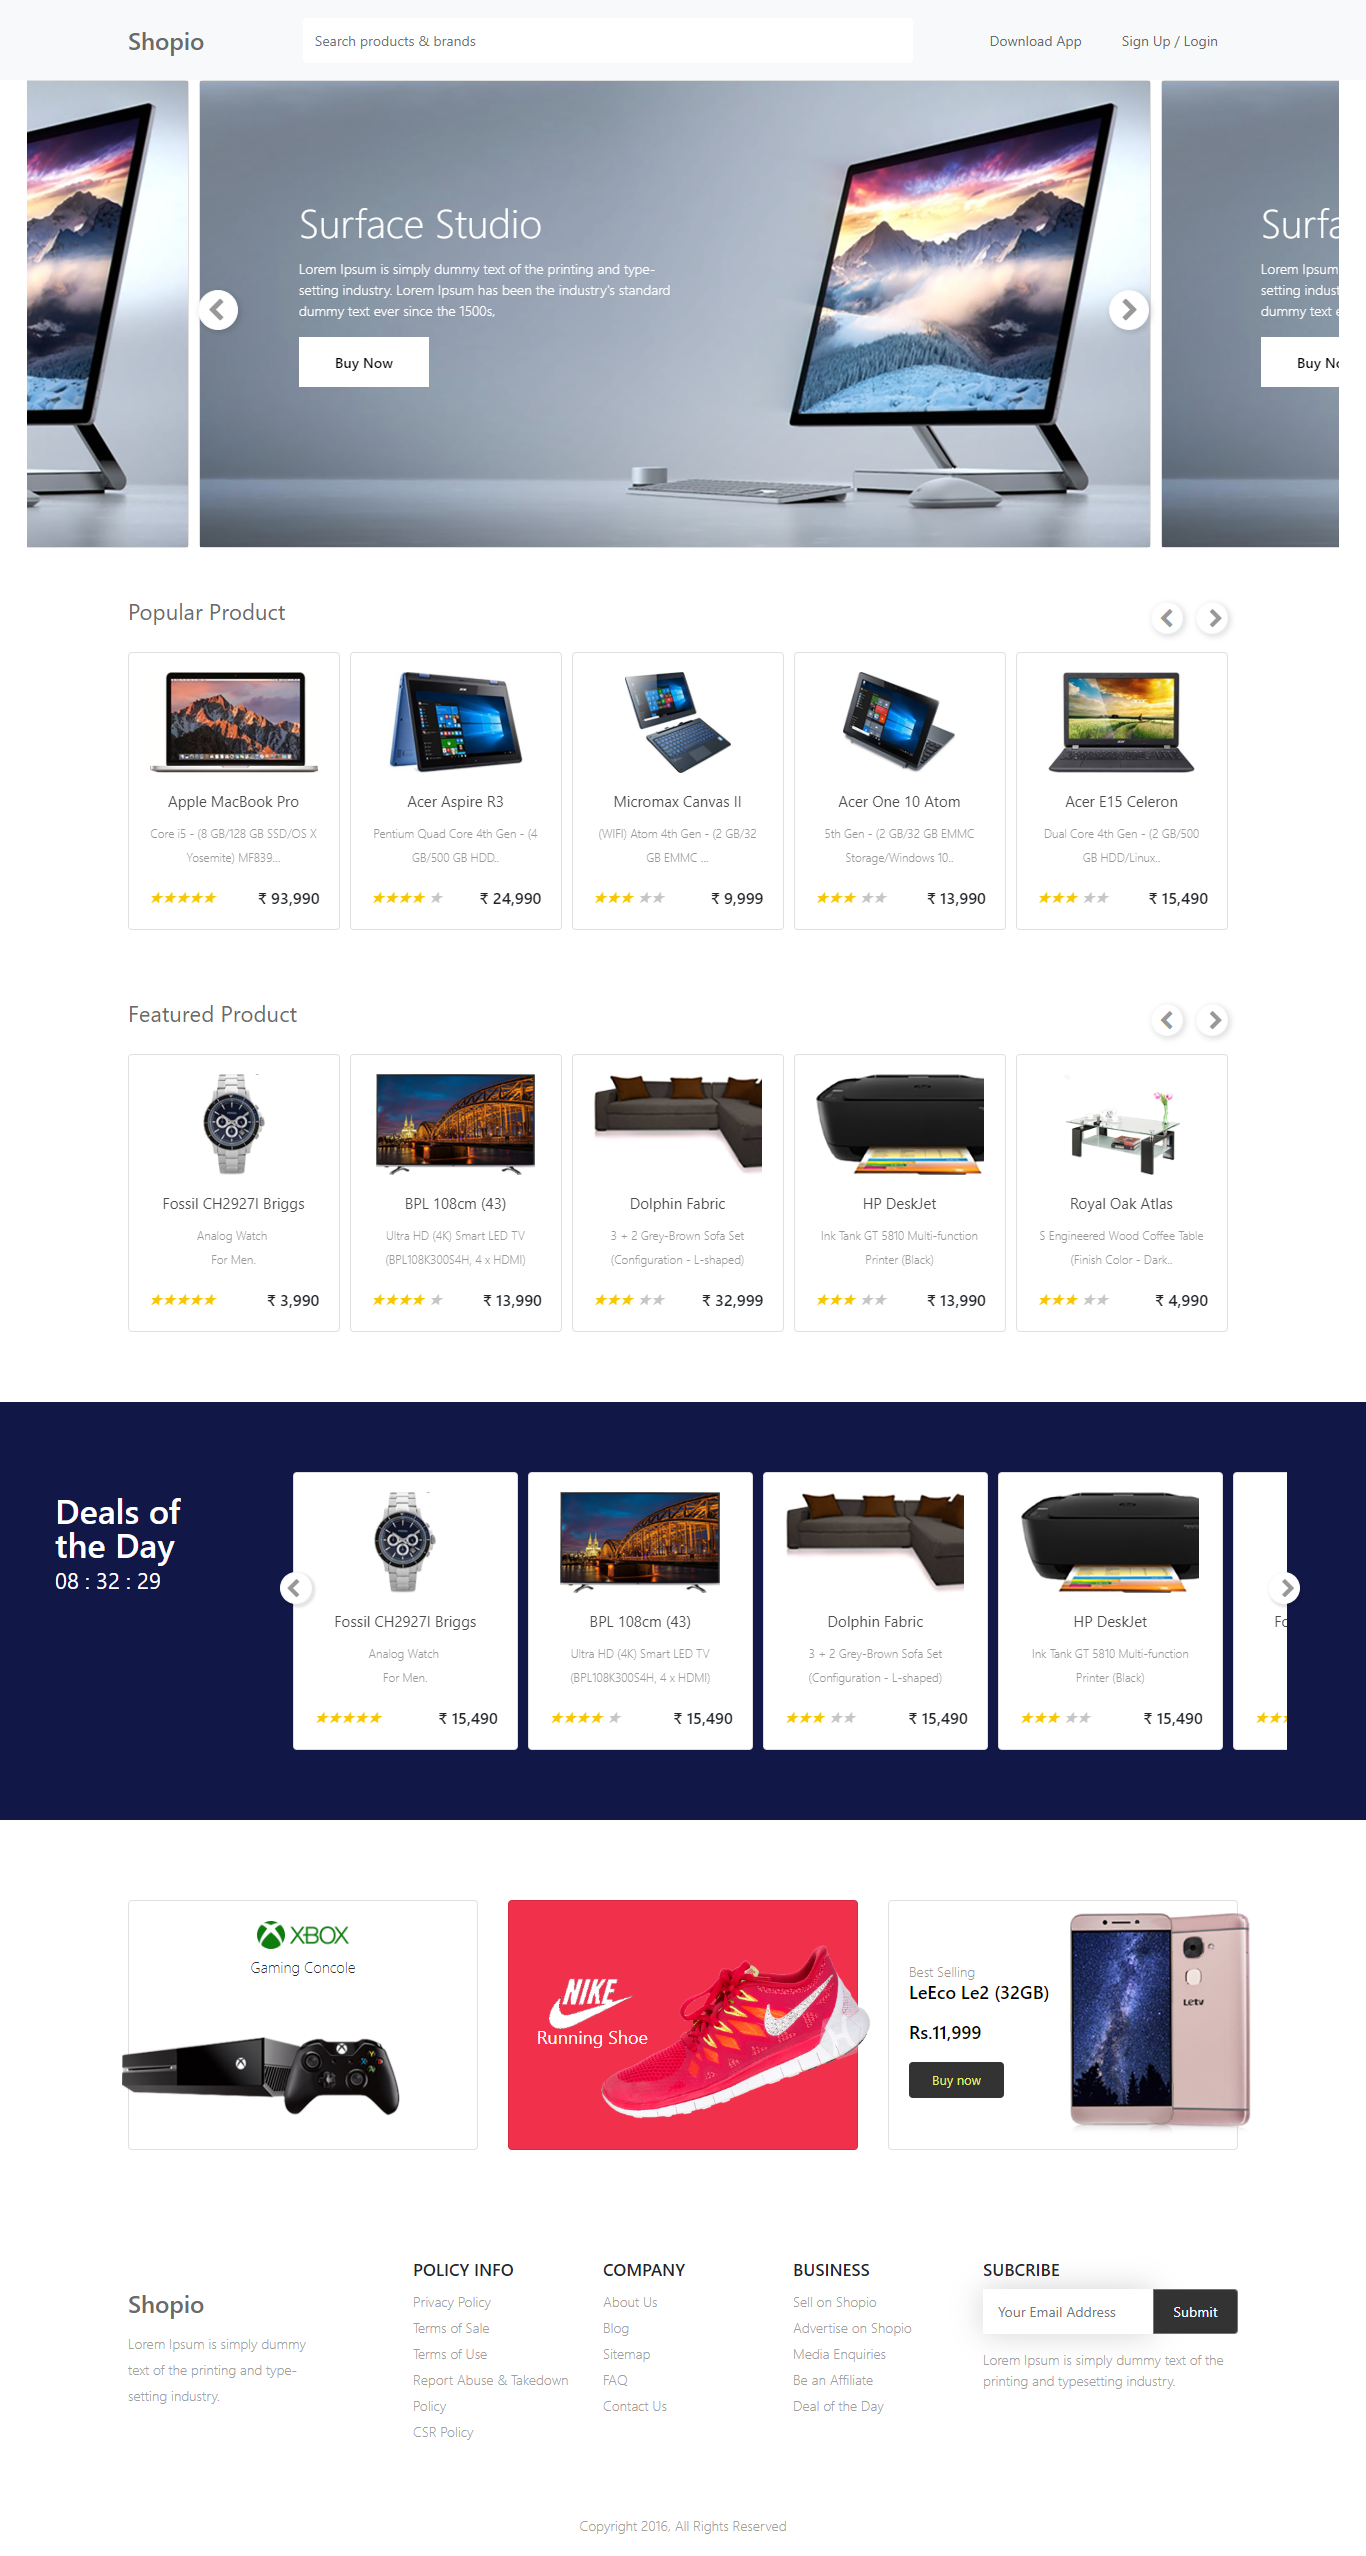 Shopio
Search products & brands
Download App
Sign Up / Login
Surface Studio
Lorem Ipsum is simply dummy text of the printing and type-
setting industry. Lorem Ipsum has been the industry's standard
dummy text ever since the 1500s,
Buy Now
Surfa
Lorem Ipsum
setting indust
dummy text e
Buy No
Popular Product
Apple MacBook Pro
Core i5 - (8 GB/128 GB SSD/OS X
Yosemite) MF839...
₹ 93,990
Acer Aspire R3
Pentium Quad Core 4th Gen - (4
GB/500 GB HDD..
₹ 24,990
Micromax Canvas II
(WIFI) Atom 4th Gen - (2 GB/32
GB EMMC ...
₹ 9,999
Acer One 10 Atom
5th Gen - (2 GB/32 GB EMMC
Storage/Windows 10..
₹ 13,990
Acer E15 Celeron
Dual Core 4th Gen - (2 GB/500
GB HDD/Linux..
₹ 15,490
Featured Product
Fossil CH2927I Briggs
Analog Watch
For Men.
₹ 3,990
BPL 108cm (43)
Ultra HD (4K) Smart LED TV
(BPL108K300S4H, 4 x HDMI)
₹ 13,990
Dolphin Fabric
3 + 2 Grey-Brown Sofa Set
(Configuration - L-shaped)
₹ 32,999
HP DeskJet
Ink Tank GT 5810 Multi-function
Printer (Black)
₹ 13,990
Royal Oak Atlas
S Engineered Wood Coffee Table
(Finish Color - Dark..
₹ 4,990
Deals of
the Day
08 : 32 : 29
Fossil CH2927I Briggs
Analog Watch
For Men.
₹ 15,490
BPL 108cm (43)
Ultra HD (4K) Smart LED TV
(BPL108K300S4H, 4 x HDMI)
₹ 15,490
Dolphin Fabric
3 + 2 Grey-Brown Sofa Set
(Configuration - L-shaped)
₹ 15,490
HP DeskJet
Ink Tank GT 5810 Multi-function
Printer (Black)
₹ 15,490
Fo
XBOX
Gaming Concole
NIKE
Running Shoe
Best Selling
LeEco Le2 (32GB)
Rs.11,999
Buy now
Letv
Shopio
Lorem Ipsum is simply dummy
text of the printing and type-
setting industry.
POLICY INFO
Privacy Policy
Terms of Sale
Terms of Use
Report Abuse & Takedown
Policy
CSR Policy
COMPANY
About Us
Blog
Sitemap
FAQ
Contact Us
BUSINESS
Sell on Shopio
Advertise on Shopio
Media Enquiries
Be an Affiliate
Deal of the Day
SUBCRIBE
Your Email Address
Submit
Lorem Ipsum is simply dummy text of the
printing and typesetting industry.
Copyright 2016, All Rights Reserved